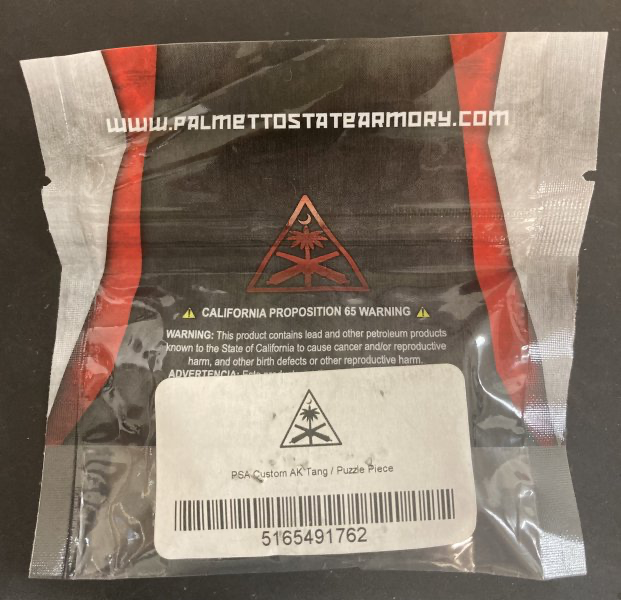 www.PALMETTOSTATEARMORY.com
CALIFORNIA PROPOSITION 65 WARNING
WARNING: This product contains lead and other petroleum products
known to the State of California to cause cancer and/or reproductive
harm, and other birth defects or other reproductive harm.
ADVERTENCIA: Este
PSA Custom AK Tang / Puzzle Piece
5165491762